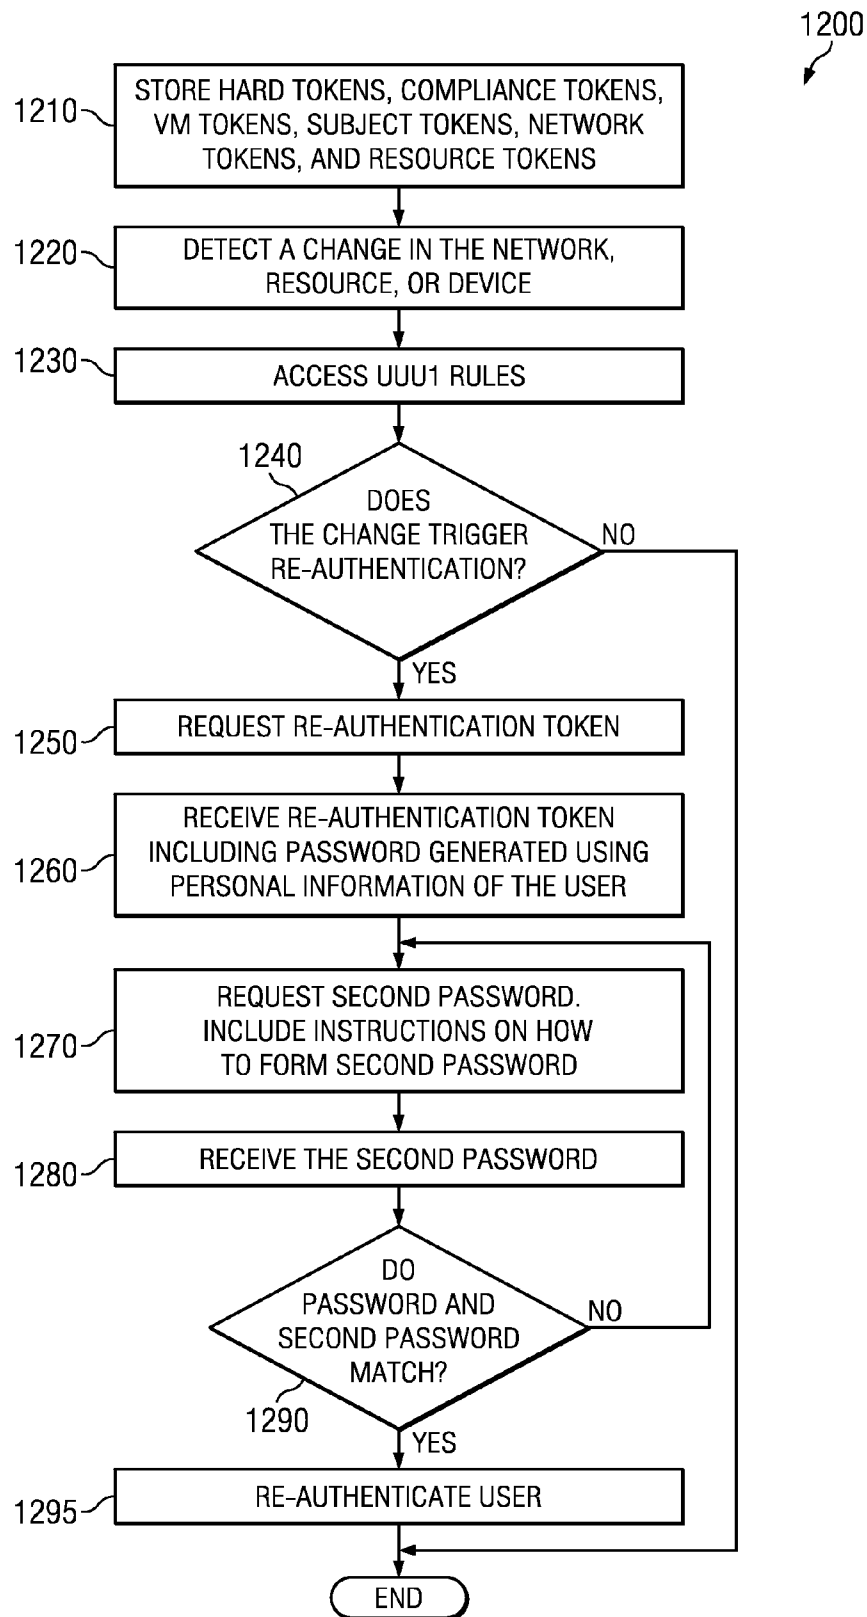 1200
1210
STORE HARD TOKENS, COMPLIANCE TOKENS,
VM TOKENS, SUBJECT TOKENS, NETWORK
TOKENS, AND RESOURCE TOKENS
1220
DETECT A CHANGE IN THE NETWORK,
RESOURCE, OR DEVICE
1230
ACCESS UUU1 RULES
1240
DOES
THE CHANGE TRIGGER
RE-AUTHENTICATION?
NO
YES
1250
REQUEST RE-AUTHENTICATION TOKEN
1260
RECEIVE RE-AUTHENTICATION TOKEN
INCLUDING PASSWORD GENERATED USING
PERSONAL INFORMATION OF THE USER
1270
REQUEST SECOND PASSWORD.
INCLUDE INSTRUCTIONS ON HOW
TO FORM SECOND PASSWORD
1280
RECEIVE THE SECOND PASSWORD
DO
PASSWORD AND
SECOND PASSWORD
MATCH?
NO
1290
YES
1295
RE-AUTHENTICATE USER
END